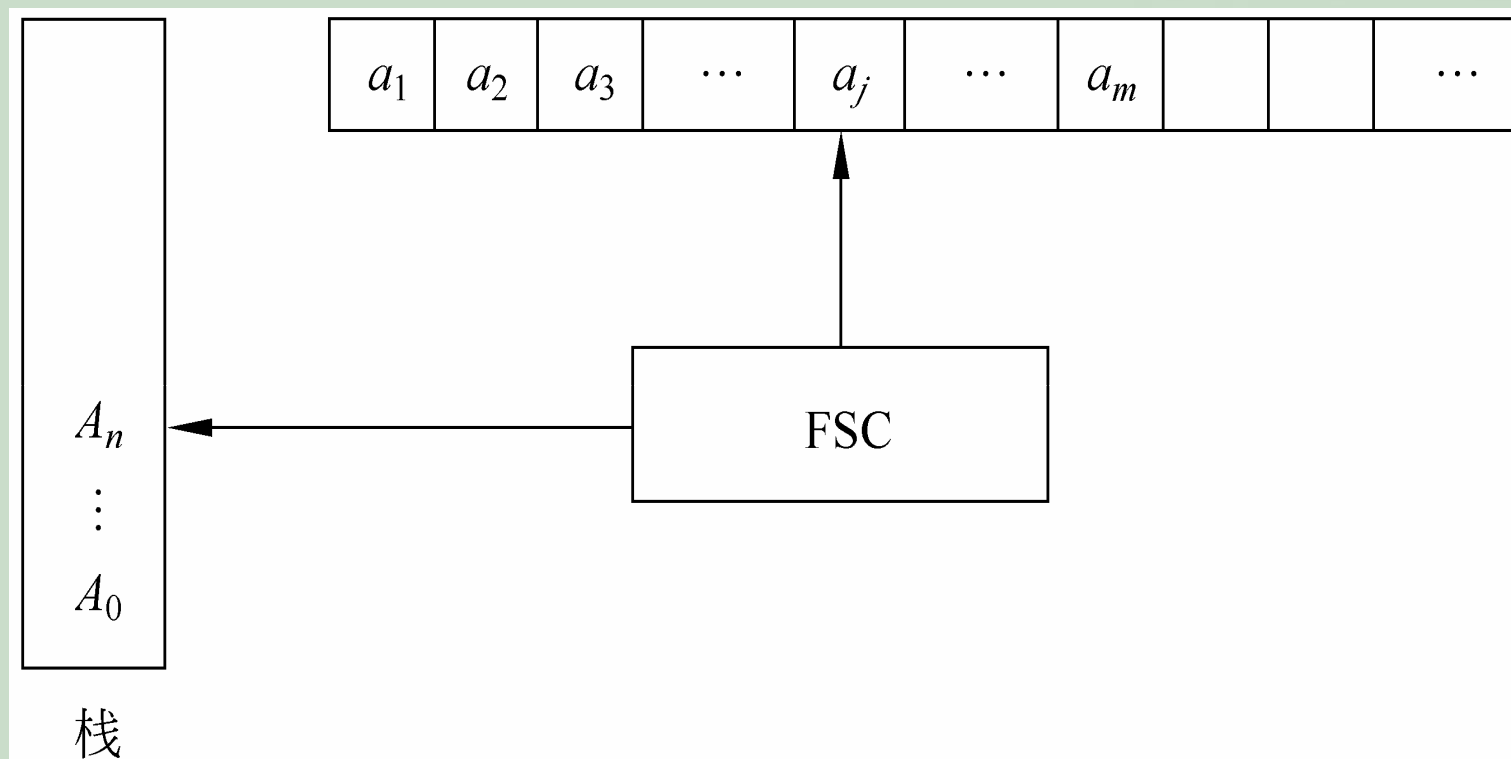 a₁ a₂ a₃ ⋯ aⱼ ⋯ aₘ ⋯
Aₙ
FSC
⋮
A₀
栈